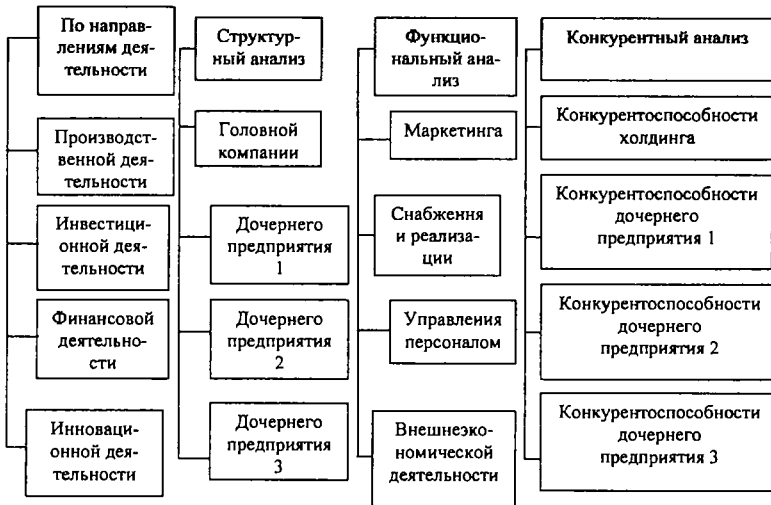 По направ-
лениям дея-
тельности
Производст-
венной дея-
тельности
Инвестици-
онной дея-
тельности
Финансовой
деятельно-
сти
Инноваци-
онной дея-
тельности
Структур-
ный анализ
Головной
компании
Дочернего
предприятия
1
Дочернего
предприятия
2
Дочернего
предприятия
3
Функцио-
нальный ана-
лиз
Маркетинга
Снабження
и реализа-
ции
Управления
персоналом
Внешнеэко-
номической
деятельности
Конкурентный анализ
Конкурентоспособности
холдинга
Конкурентоспособности
дочернего
предприятия 1
Конкурентоспособности
дочернего
предприятия 2
Конкурентоспособности
дочернего
предприятия 3